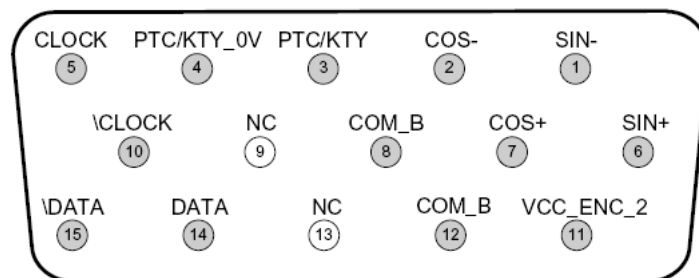 CLOCK PTC/KTY_0V PTC/KTY COS- SIN-
5 4 3 2 1
\CLOCK NC COM_B COS+ SIN+
10 9 8 7 6
\DATA DATA NC COM_B VCC_ENC_2
15 14 13 12 11